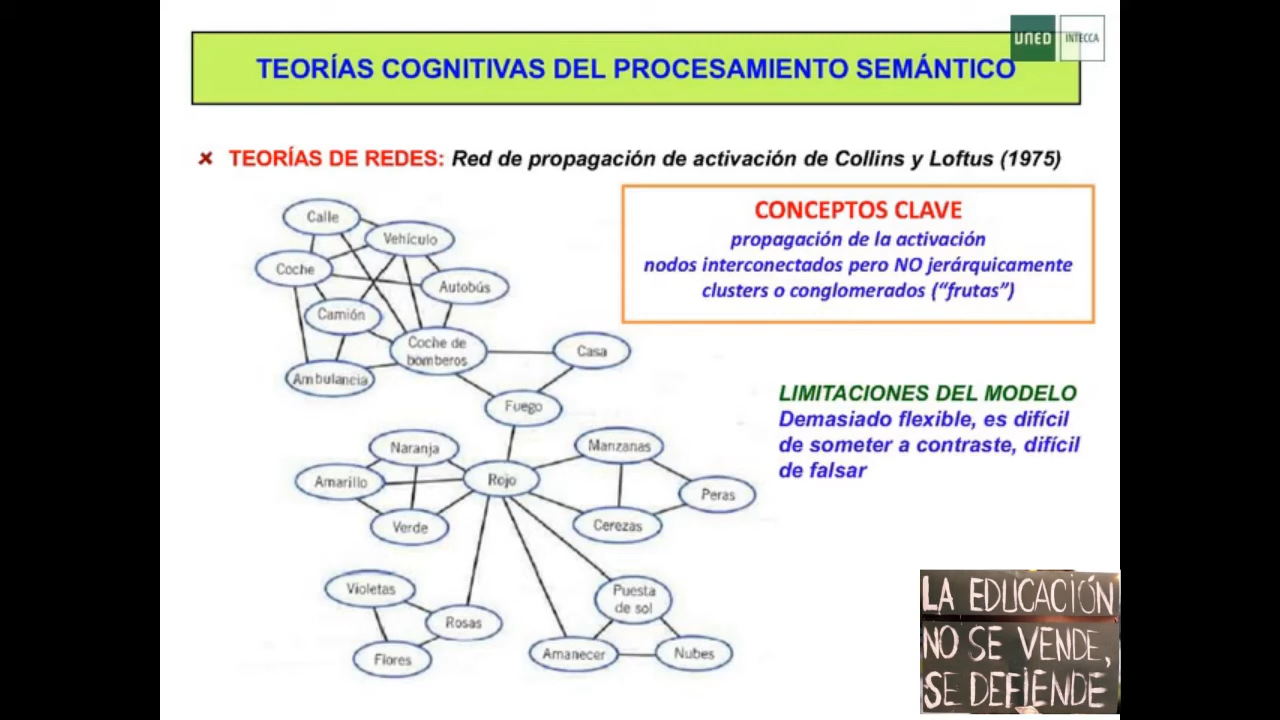 UNED
INTECCA
TEORÍAS COGNITIVAS DEL PROCESAMIENTO SEMÁNTICO
TEORÍAS DE REDES: Red de propagación de activación de Collins y Loftus (1975)
CONCEPTOS CLAVE
propagación de la activación
nodos interconectados pero NO jerárquicamente
clusters o conglomerados (“frutas”)
Calle
Vehículo
Coche
Autobús
Camión
Coche de
bomberos
Casa
Ambulancia
Fuego
LIMITACIONES DEL MODELO
Demasiado flexible, es difícil
de someter a contraste, difícil
de falsar
Naranja
Manzanas
Amarillo
Rojo
Peras
Verde
Cerezas
Violetas
Puesta
de sol
Rosas
Flores
Amanecer
Nubes
LA EDUCACIÓN
NO SE VENDE,
SE DEFIENDE